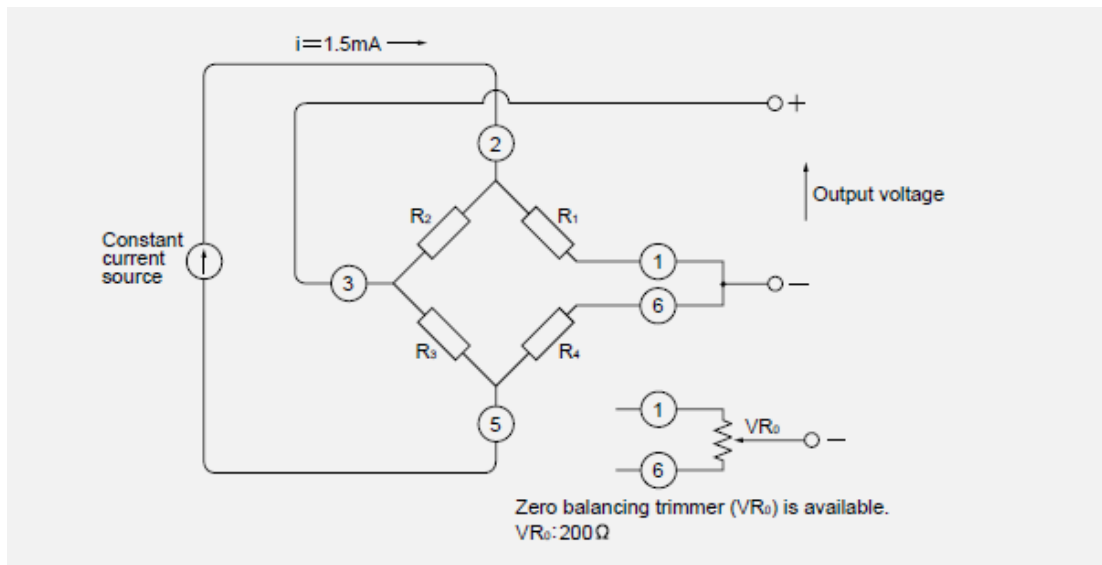 i=1.5mA
+
2
Output voltage
R₂
R₁
Constant
current
source
1
3
−
6
R₃
R₄
1
5
VR₀
−
6
Zero balancing trimmer (VR₀) is available.
VR₀:200Ω